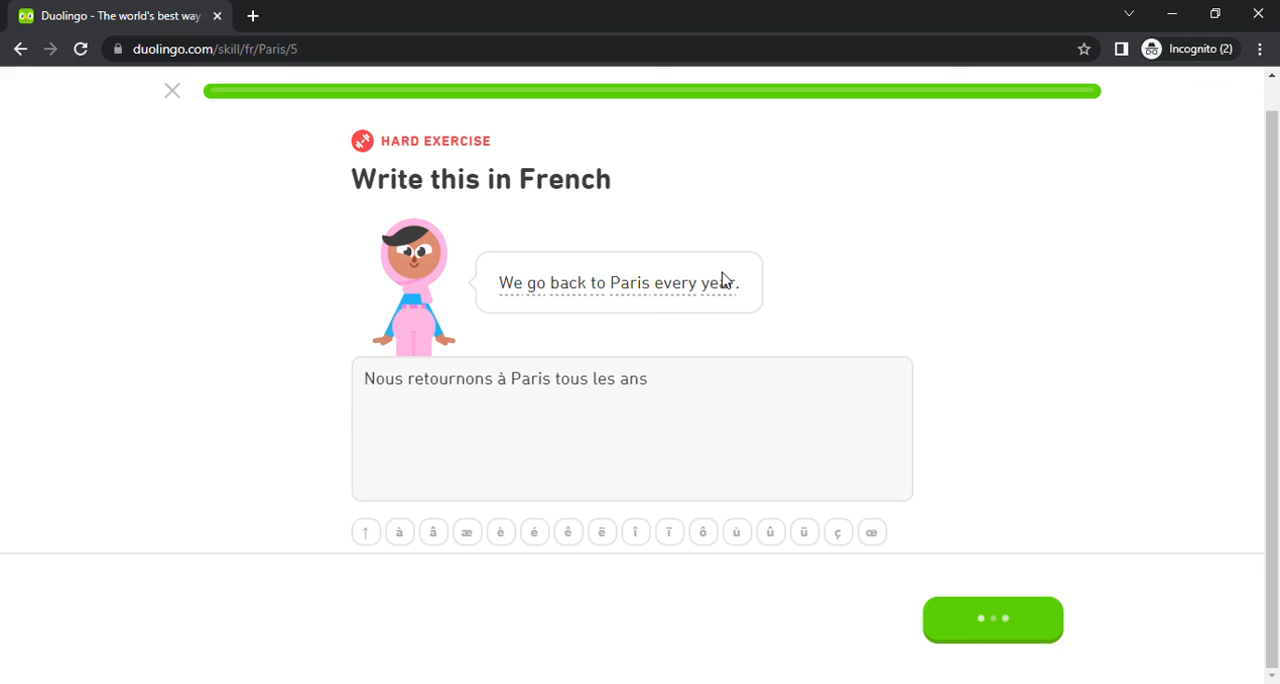 Duolingo - The world's best way
duolingo.com/skill/fr/Paris/5
Incognito (2)
HARD EXERCISE
Write this in French
We go back to Paris every year.
Nous retournons à Paris tous les ans
↑ à â æ è é ê ë î ï ô ù û ü ç œ